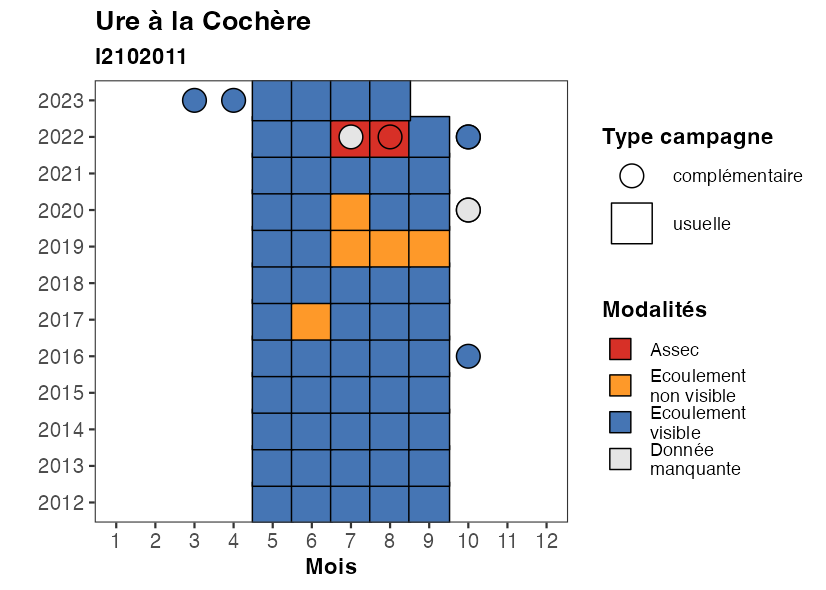 Ure à la Cochère
I2102011
2023
2022
2021
2020
2019
2018
2017
2016
2015
2014
2013
2012
1 2 3 4 5 6 7 8 9 10 11 12
Mois
Type campagne
complémentaire
usuelle
Modalités
Assec
Ecoulement
non visible
Ecoulement
visible
Donnée
manquante